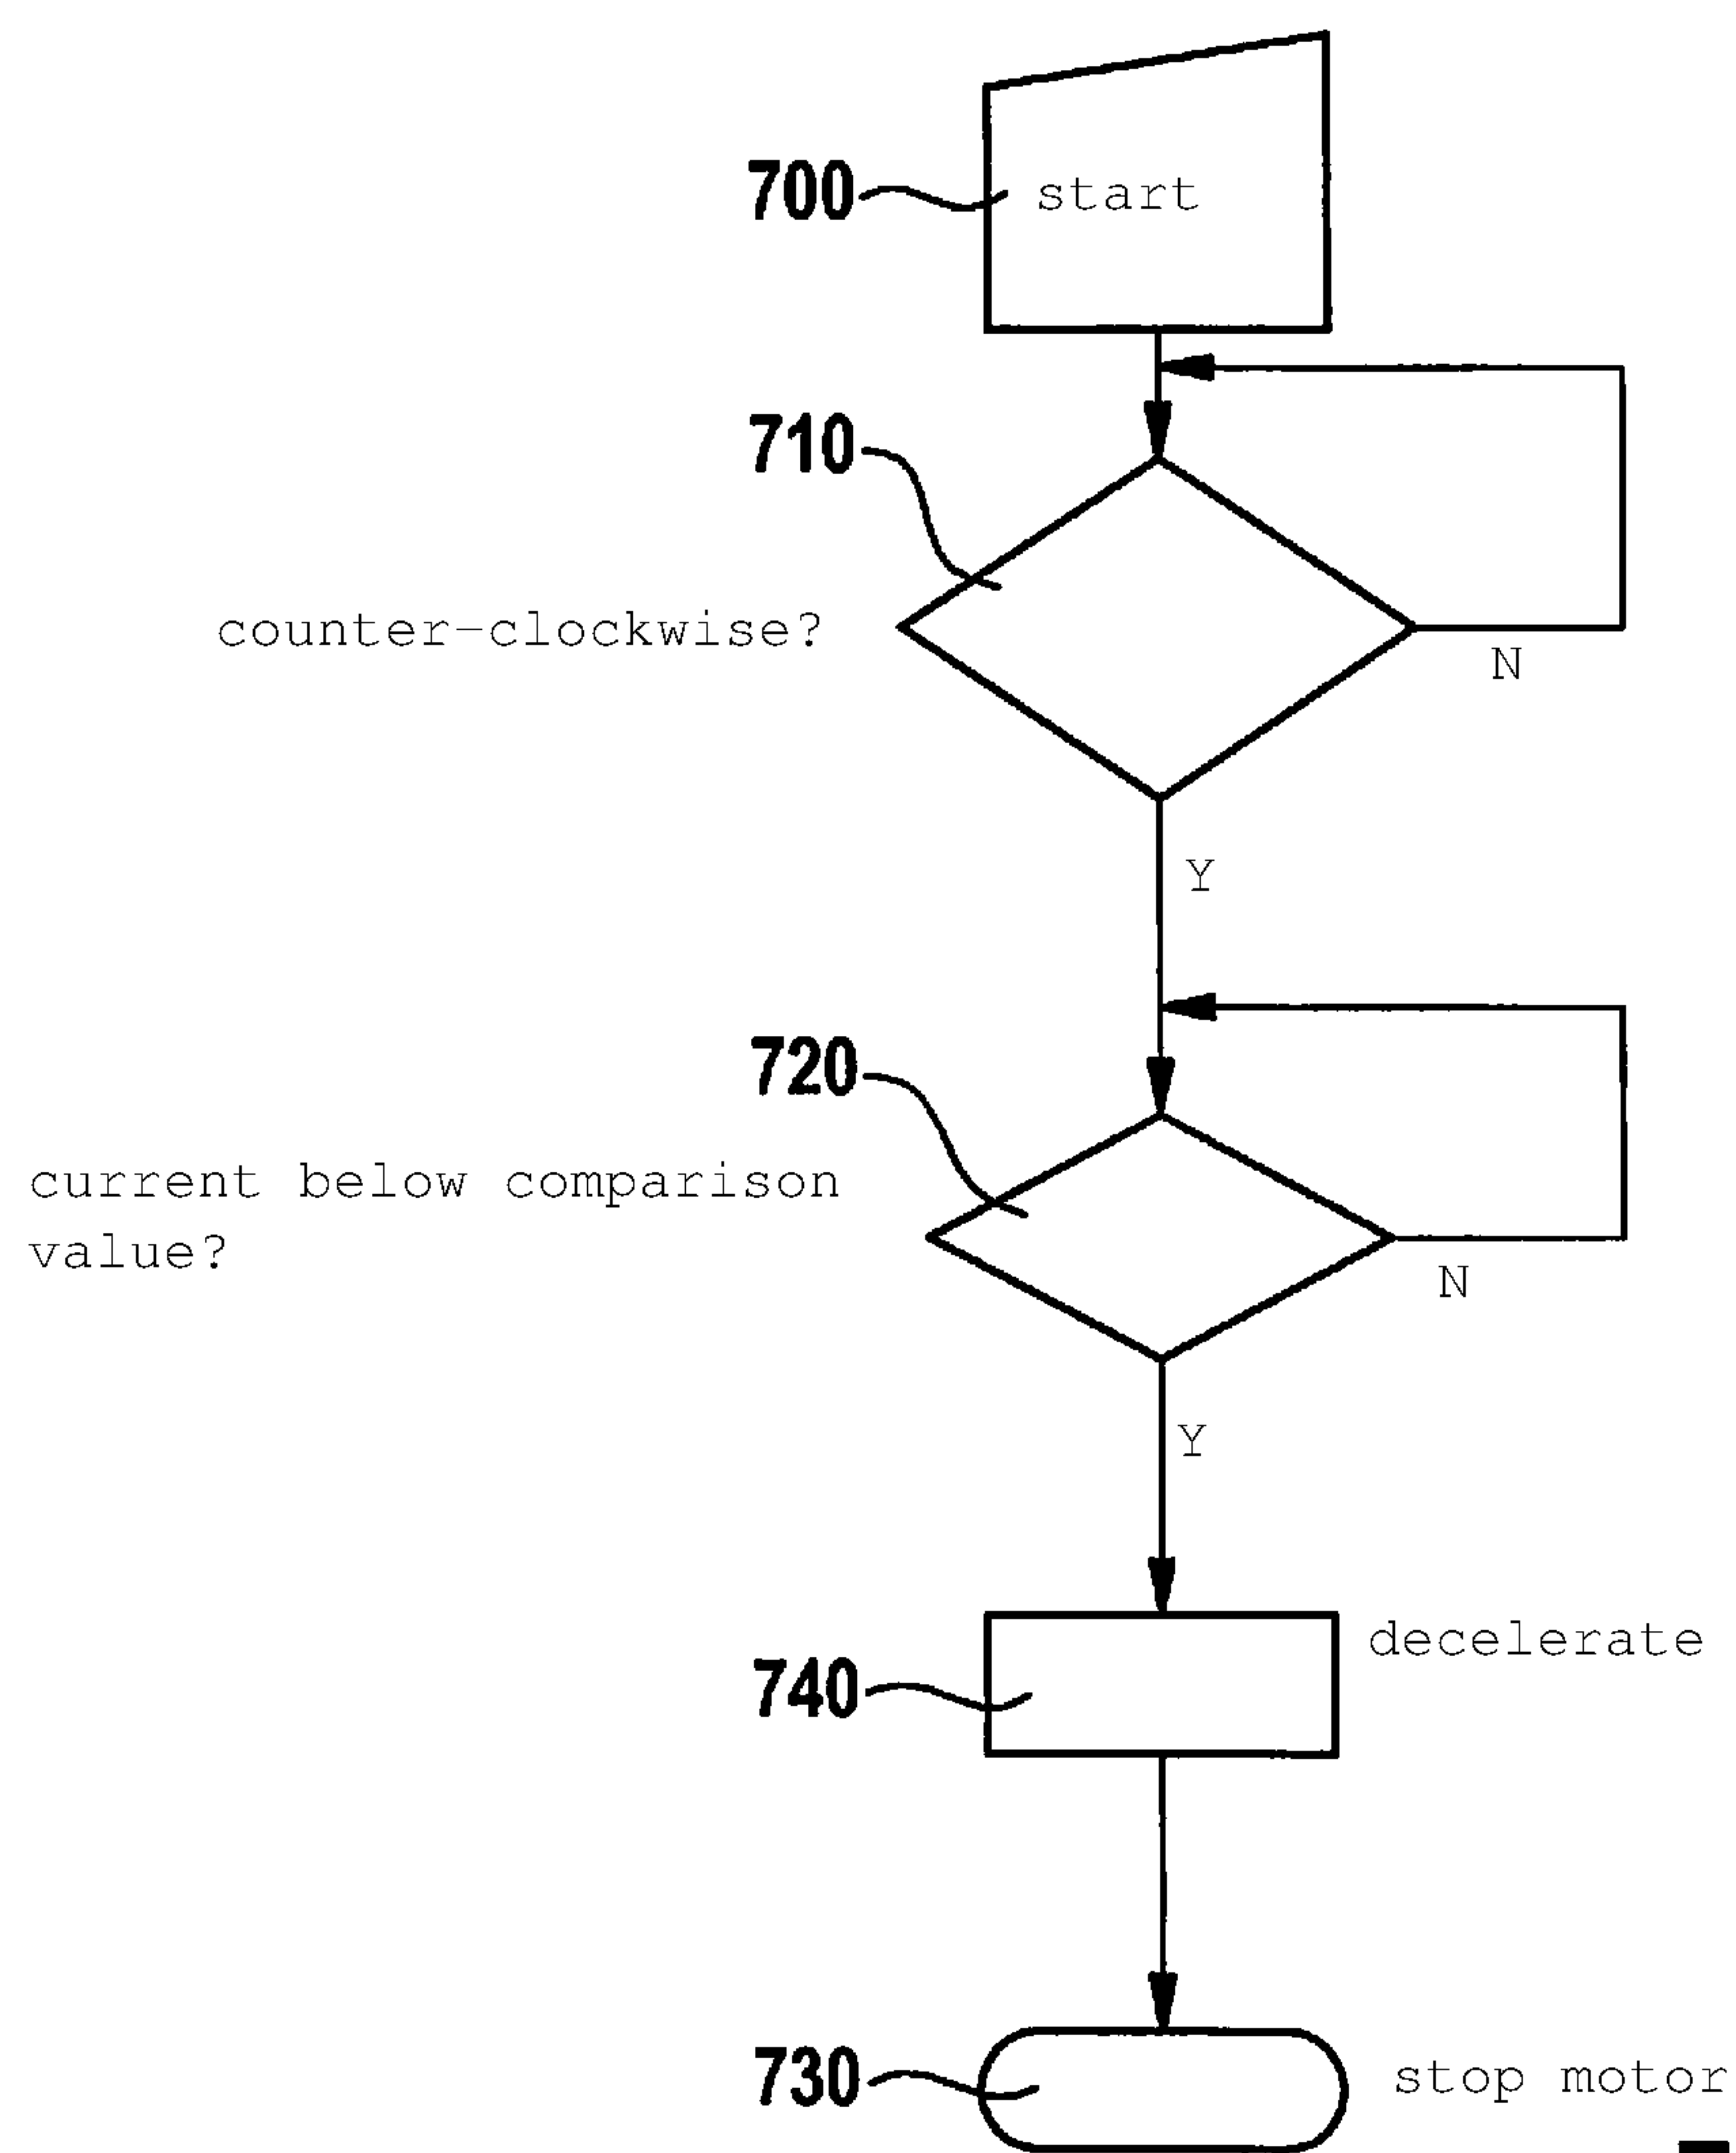 700
start
710
counter-clockwise?
N
Y
720
current below comparison
value?
N
Y
decelerate
740
730
stop motor